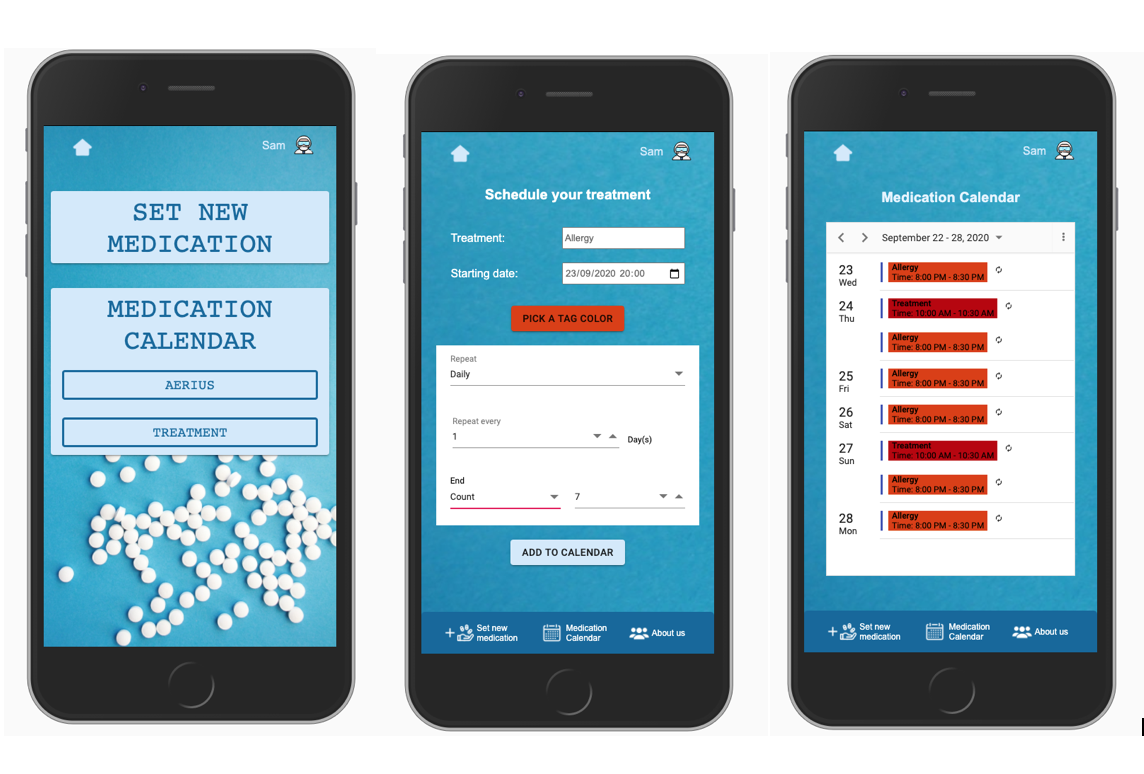 Sam
SET NEW
MEDICATION
MEDICATION
CALENDAR
AERIUS
TREATMENT
Sam
Schedule your treatment
Treatment: Allergy
Starting date: 23/09/2020 20:00
PICK A TAG COLOR
Repeat
Daily
Repeat every
1 Day(s)
End
Count 7
ADD TO CALENDAR
Set new
medication
Medication
Calendar
About us
Sam
Medication Calendar
September 22 - 28, 2020
23
Wed
Allergy
Time: 8:00 PM - 8:30 PM
24
Thu
Treatment
Time: 10:00 AM - 10:30 AM
Allergy
Time: 8:00 PM - 8:30 PM
25
Fri
Allergy
Time: 8:00 PM - 8:30 PM
26
Sat
Allergy
Time: 8:00 PM - 8:30 PM
27
Sun
Treatment
Time: 10:00 AM - 10:30 AM
Allergy
Time: 8:00 PM - 8:30 PM
28
Mon
Allergy
Time: 8:00 PM - 8:30 PM
Set new
medication
Medication
Calendar
About us